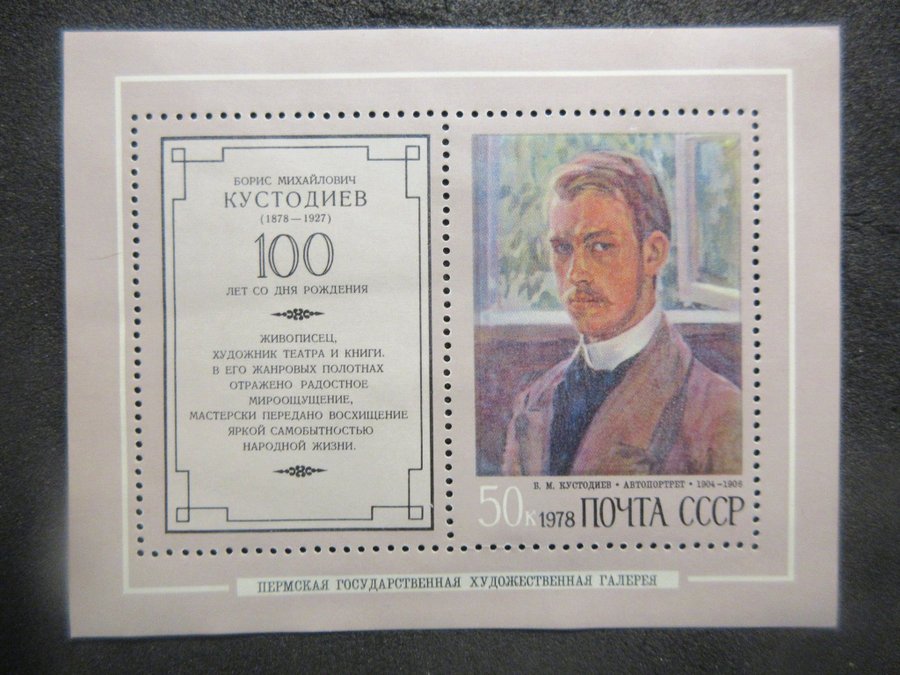 БОРИС МИХАЙЛОВИЧ
КУСТОДИЕВ
(1878—1927)
100
ЛЕТ СО ДНЯ РОЖДЕНИЯ
ЖИВОПИСЕЦ,
ХУДОЖНИК ТЕАТРА И КНИГИ.
В ЕГО ЖАНРОВЫХ ПОЛОТНАХ
ОТРАЖЕНО РАДОСТНОЕ
МИРООЩУЩЕНИЕ,
МАСТЕРСКИ ПЕРЕДАНО ВОСХИЩЕНИЕ
ЯРКОЙ САМОБЫТНОСТЬЮ
НАРОДНОЙ ЖИЗНИ.
Б. М. КУСТОДИЕВ • АВТОПОРТРЕТ • 1904–1905
50к 1978 ПОЧТА СССР
ПЕРМСКАЯ ГОСУДАРСТВЕННАЯ ХУДОЖЕСТВЕННАЯ ГАЛЕРЕЯ